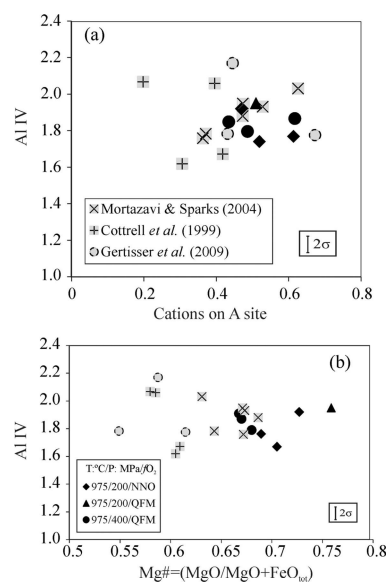 (a)
2.4
2.2
2.0
1.8
1.6
1.4
1.2
1.0
Al IV
Mortazavi & Sparks (2004)
Cottrell et al. (1999)
Gertisser et al. (2009)
2σ
0 0.2 0.4 0.6 0.8
Cations on A site
(b)
2.4
2.2
2.0
1.8
1.6
1.4
1.2
1.0
Al IV
T:°C/P: MPa/fO₂
975/200/NNO
975/200/QFM
975/400/QFM
2σ
0.5 0.55 0.6 0.65 0.7 0.75 0.8
Mg#=(MgO/MgO+FeOtot)